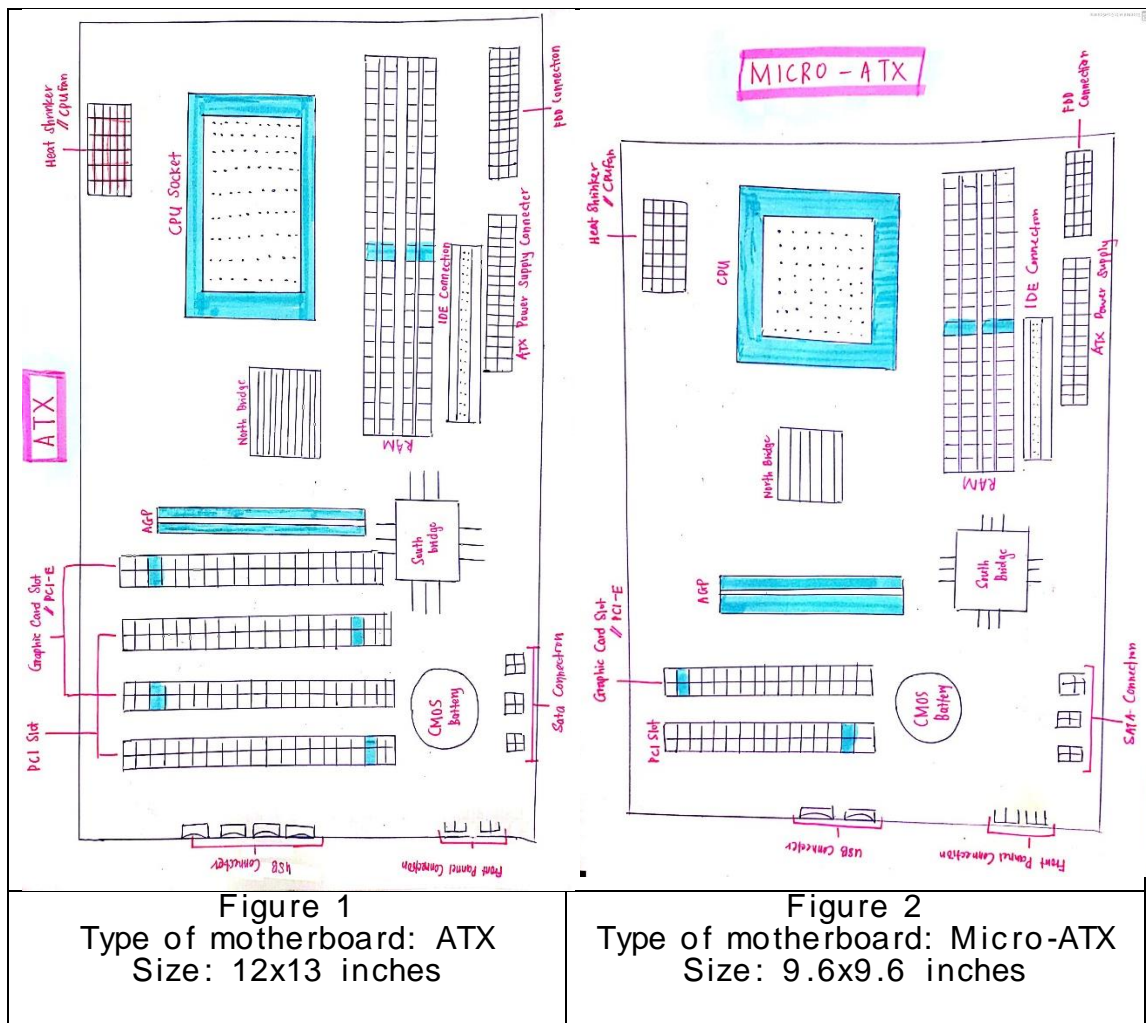 ATX
Heat Shrinker
// CPU Fan
CPU Socket
FDD Connection
IDE Connection
ATX Power Supply Connecter
RAM
North Bridge
AGP
South
bridge
Graphic Card Slot
// PCI-E
PCI Slot
CMOS
Battery
Sata Connection
USB Connecter
Front Pannel Connection
MICRO-ATX
Heat Shrinker
// CPU Fan
CPU
FDD
Connection
IDE Connection
ATX Power Supply
RAM
North Bridge
AGP
South
Bridge
Graphic Card Slot
// PCI-E
PCI Slot
CMOS
Battery
SATA-Connection
USB Connecter
Front Pannel Connection
Figure 1
Type of motherboard: ATX
Size: 12x13 inches
Figure 2
Type of motherboard: Micro-ATX
Size: 9.6x9.6 inches